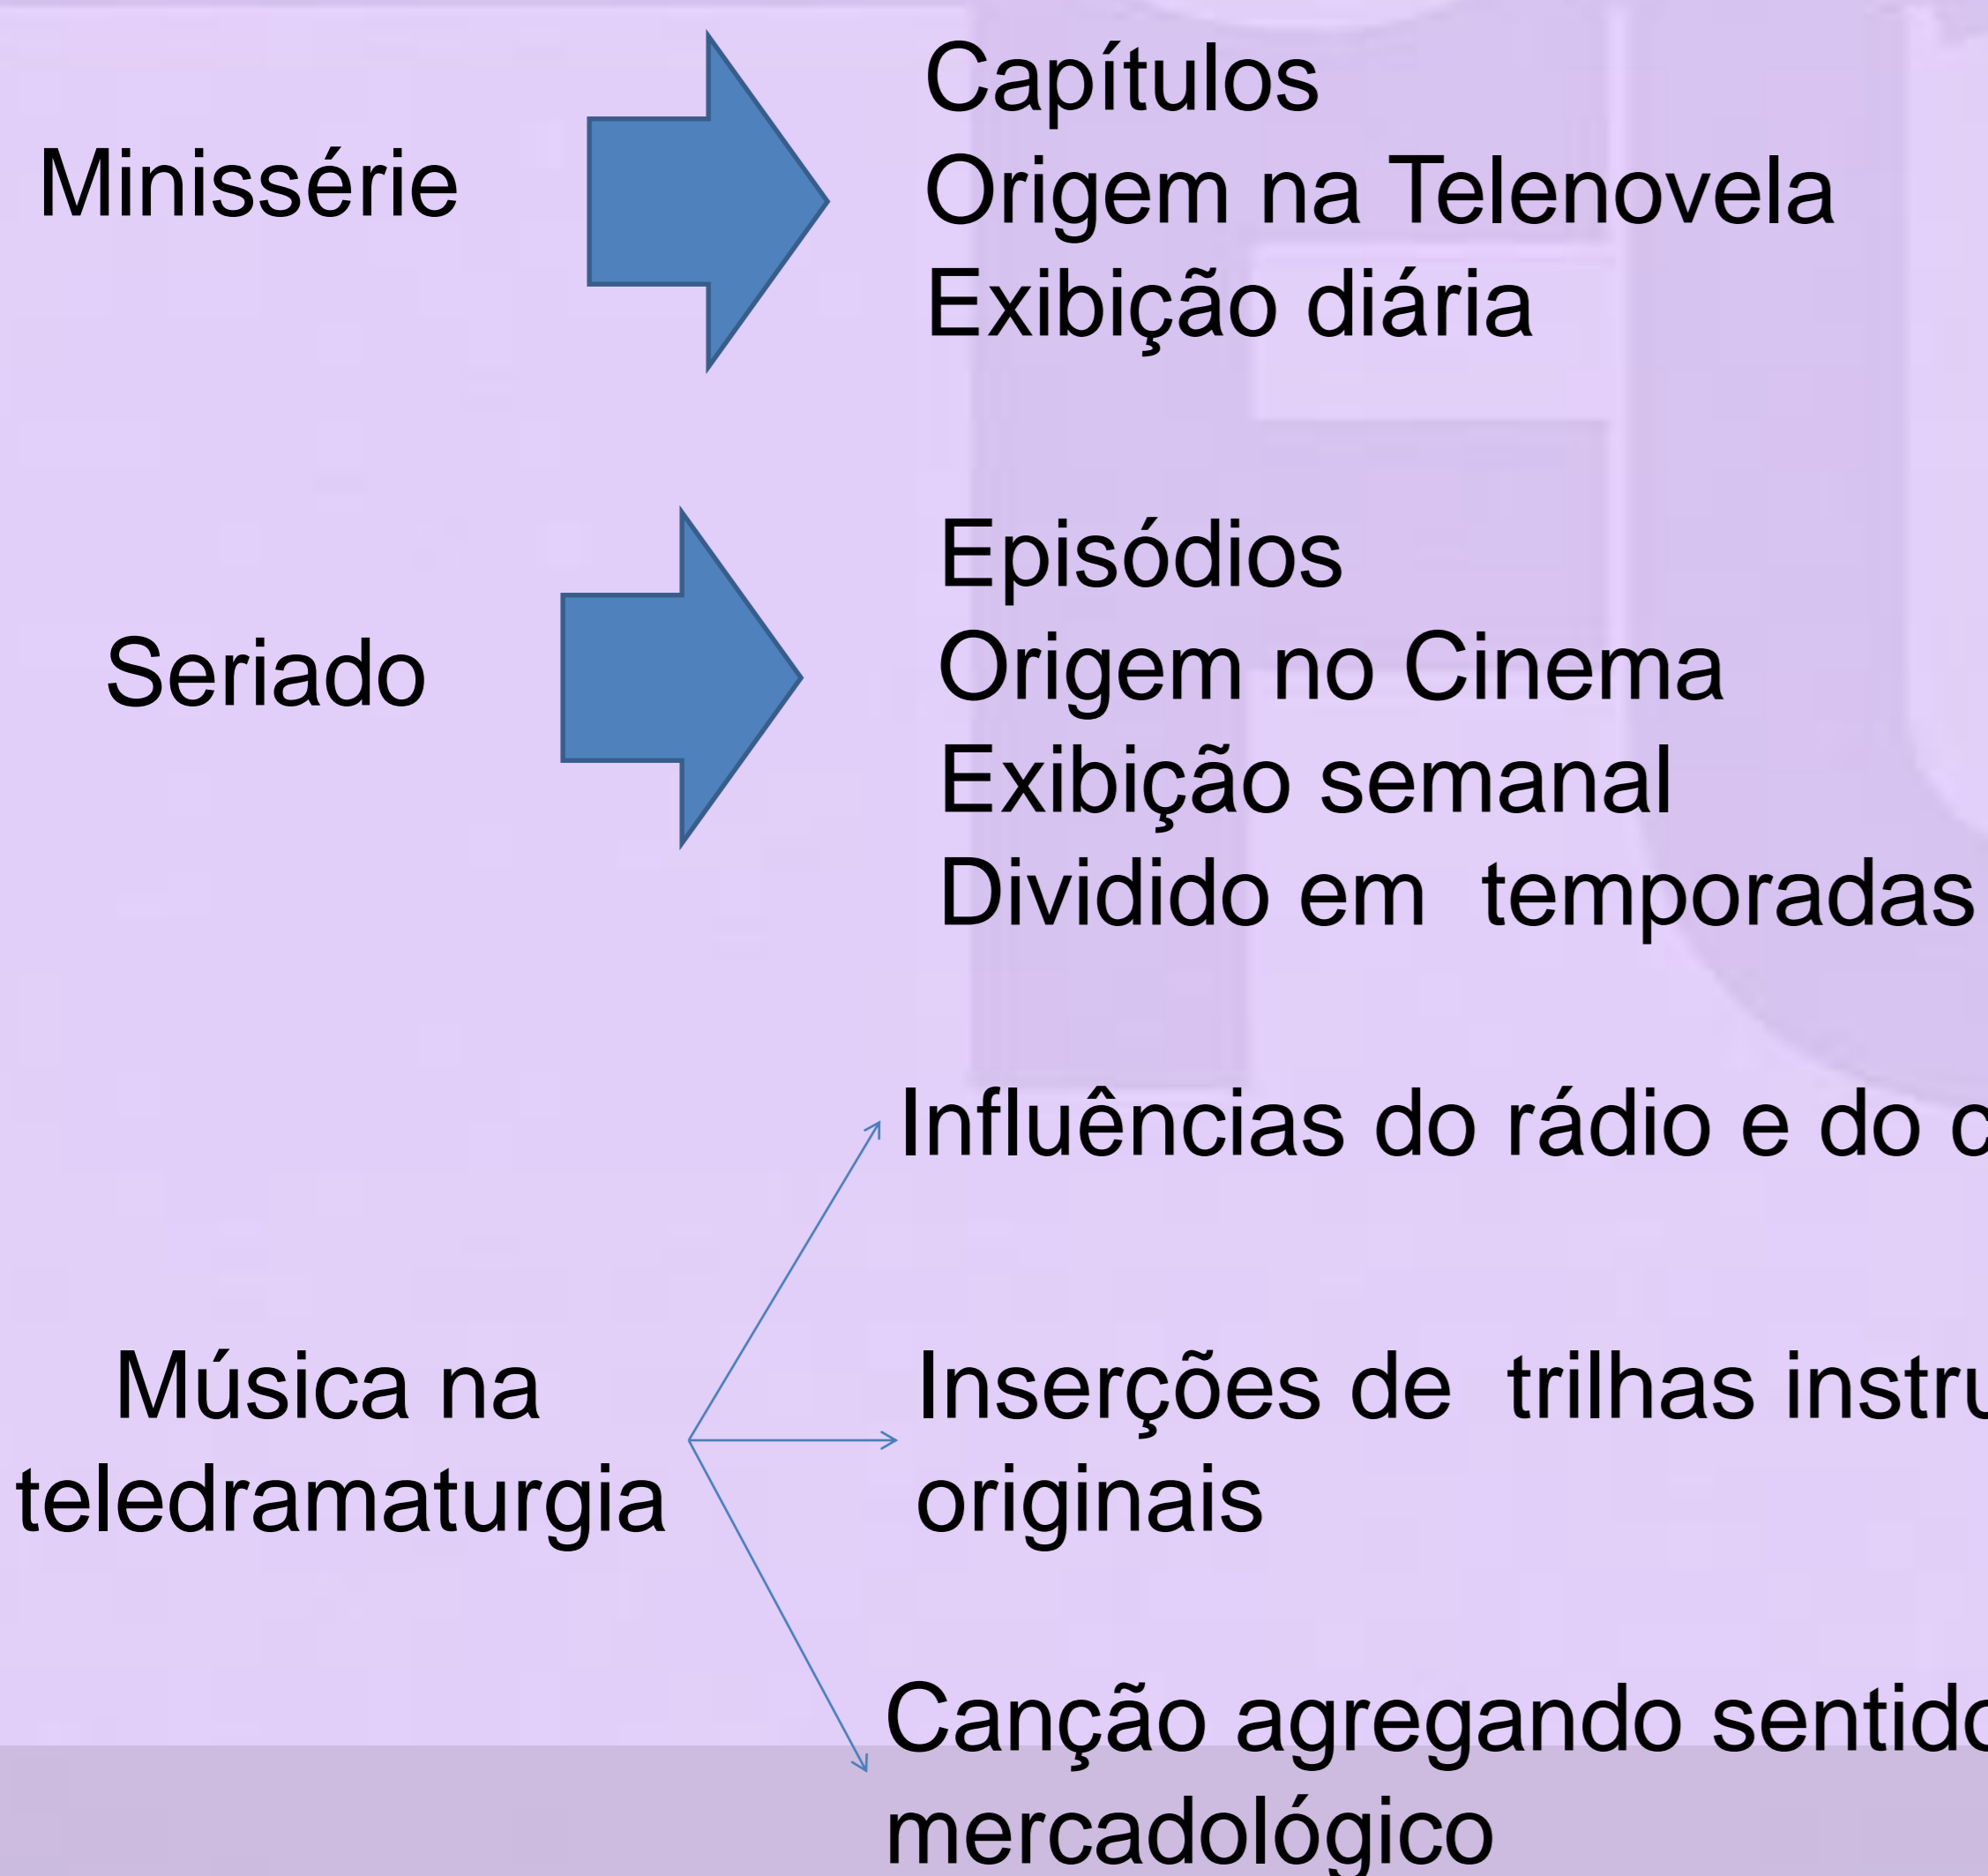 Minissérie
Capítulos
Origem na Telenovela
Exibição diária
Seriado
Episódios
Origem no Cinema
Exibição semanal
Dividido em  temporadas
Música na
teledramaturgia
Influências do rádio e do
Inserções de  trilhas
originais
Canção agregando
mercadológico